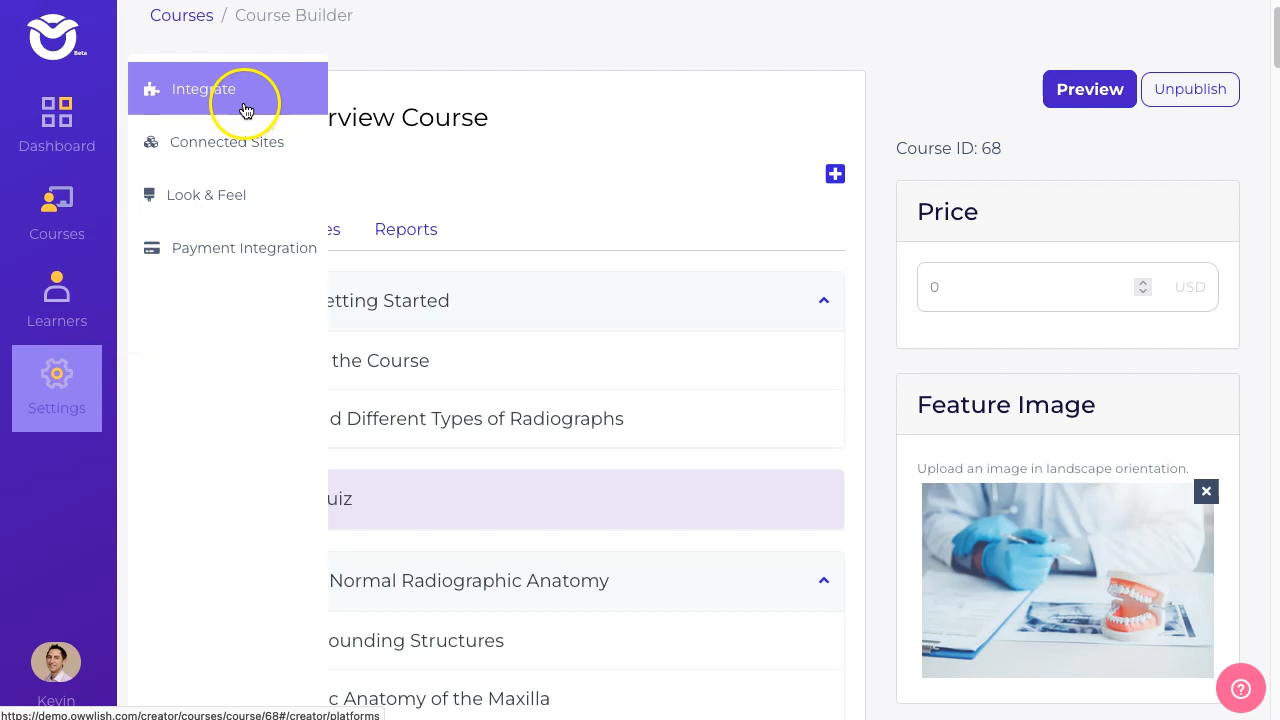 Courses / Course Builder
Beta
Dashboard
Courses
Learners
Settings
Kevin
Integrate
Connected Sites
Look & Feel
Payment Integration
rview Course
es
Reports
etting Started
the Course
d Different Types of Radiographs
uiz
Normal Radiographic Anatomy
ounding Structures
c Anatomy of the Maxilla
Preview
Unpublish
Course ID: 68
Price
0
USD
Feature Image
Upload an image in landscape orientation.
https://demo.owwlish.com/creator/courses/course/68#/creator/platforms